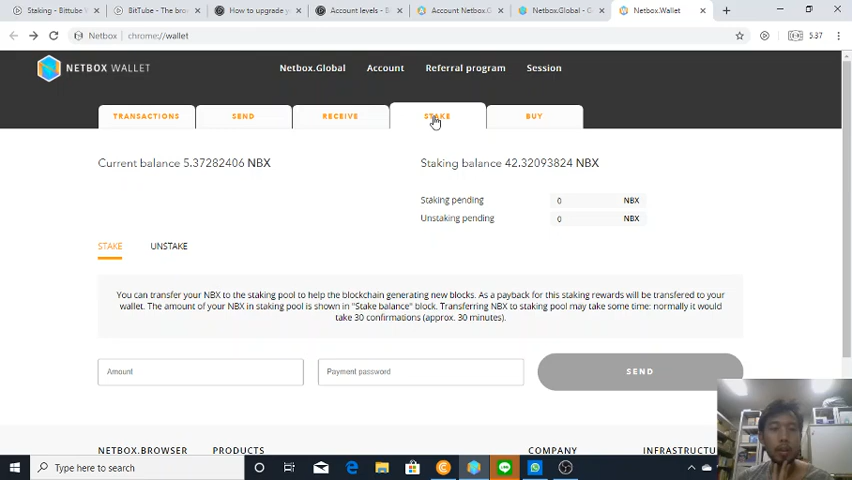 Staking - Bittube
BitTube - The bro
How to upgrade y
Account levels - B
Account Netbox.G
Netbox.Global - G
Netbox.Wallet
Netbox
chrome://wallet
5.37
NETBOX WALLET
Netbox.Global
Account
Referral program
Session
TRANSACTIONS
SEND
RECEIVE
STAKE
BUY
Current balance 5.37282406 NBX
Staking balance 42.32093824 NBX
Staking pending
0
NBX
Unstaking pending
0
NBX
STAKE
UNSTAKE
You can transfer your NBX to the staking pool to help the blockchain generating new blocks. As a payback for this staking rewards will be transfered to your
wallet. The amount of your NBX in staking pool is shown in "Stake balance" block. Transferring NBX to staking pool may take some time: normally it would
take 30 confirmations (approx. 30 minutes).
Amount
Payment password
SEND
NETBOX.BROWSER
PRODUCTS
COMPANY
INFRASTRUCTU
Type here to search